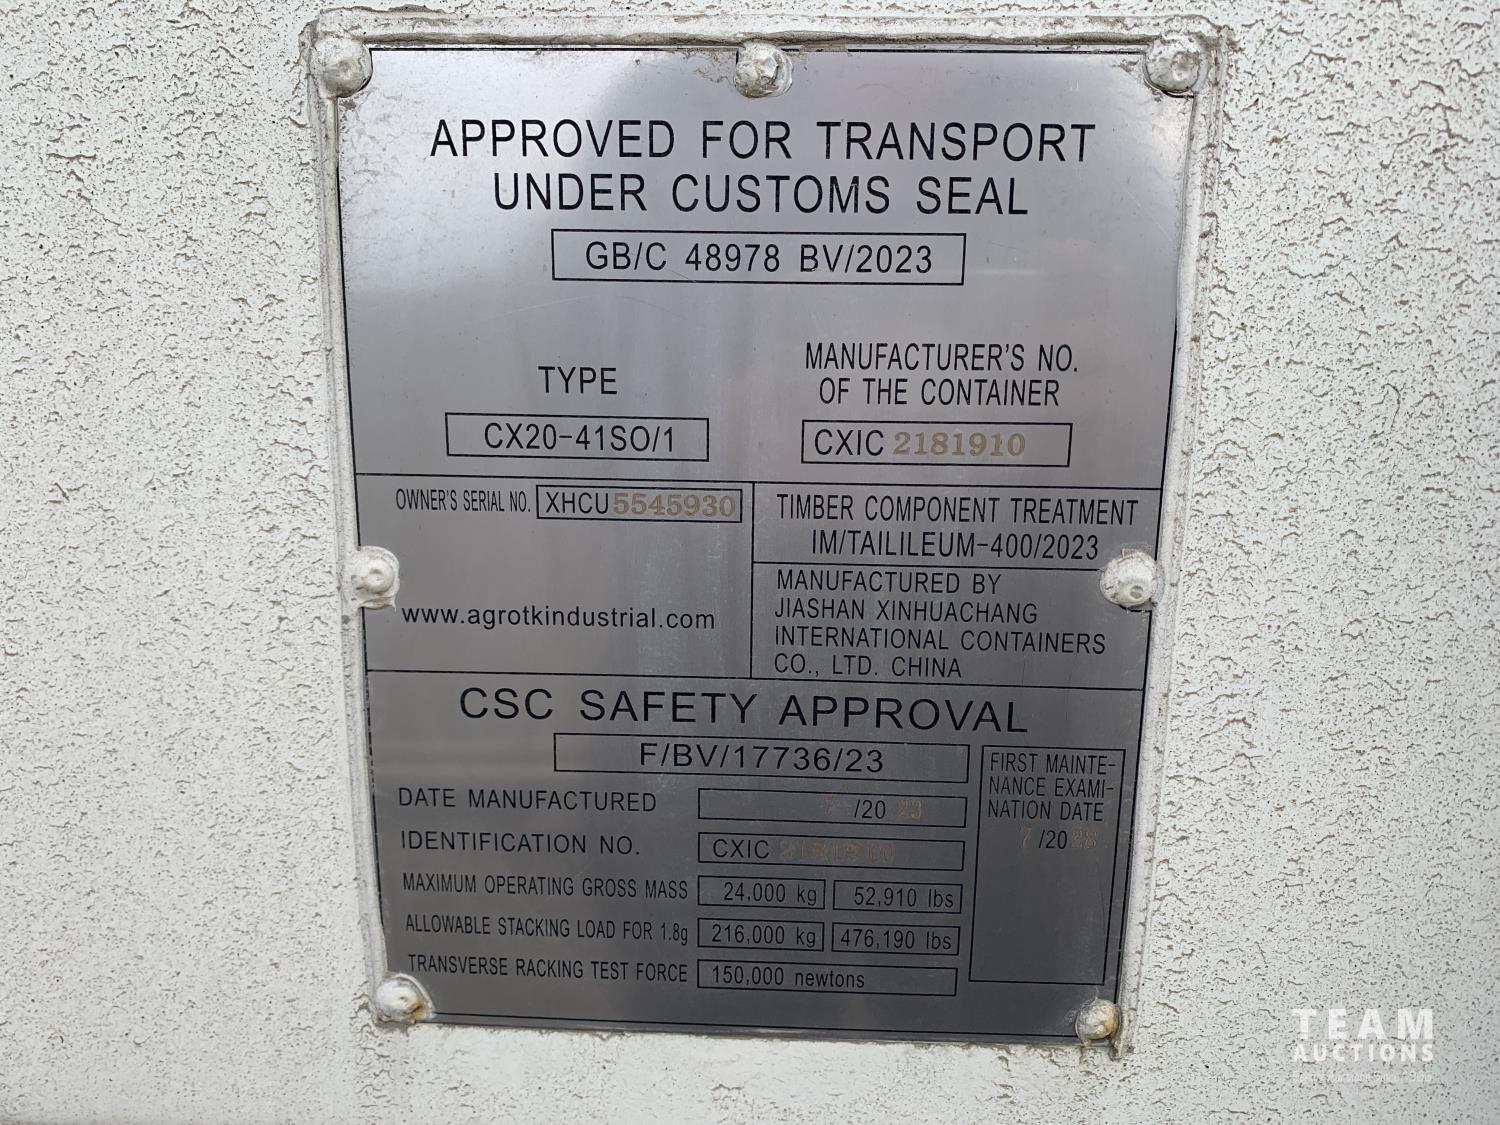 APPROVED FOR TRANSPORT
UNDER CUSTOMS SEAL
GB/C 48978 BV/2023
TYPE
CX20-41SO/1
MANUFACTURER'S NO.
OF THE CONTAINER
CXIC 2181910
OWNER'S SERIAL NO. XHCU 5545930
www.agrotkindustrial.com
TIMBER COMPONENT TREATMENT
IM/TAILILEUM-400/2023
MANUFACTURED BY
JIASHAN XINHUACHANG
INTERNATIONAL CONTAINERS
CO., LTD. CHINA
CSC SAFETY APPROVAL
F/BV/17736/23
DATE MANUFACTURED 7 /20 23
IDENTIFICATION NO. CXIC 2181910
MAXIMUM OPERATING GROSS MASS 24,000 kg 52,910 lbs
ALLOWABLE STACKING LOAD FOR 1.8g 216,000 kg 476,190 lbs
TRANSVERSE RACKING TEST FORCE 150,000 newtons
FIRST MAINTE-
NANCE EXAMI-
NATION DATE
7 /20 28
TEAM
AUCTIONS